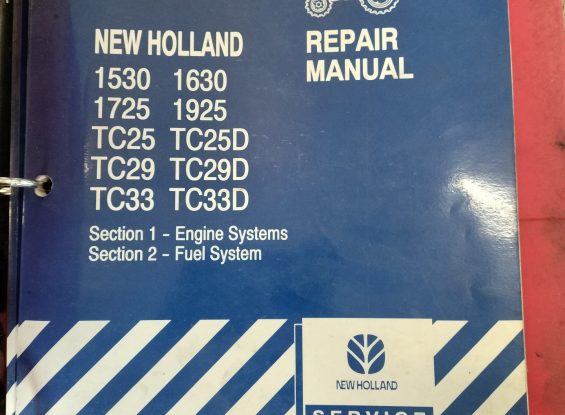 NEW HOLLAND
1530 1630
1725 1925
TC25 TC25D
TC29 TC29D
TC33 TC33D
Section 1 - Engine Systems
Section 2 - Fuel System
REPAIR
MANUAL
NEW HOLLAND
SERVICE